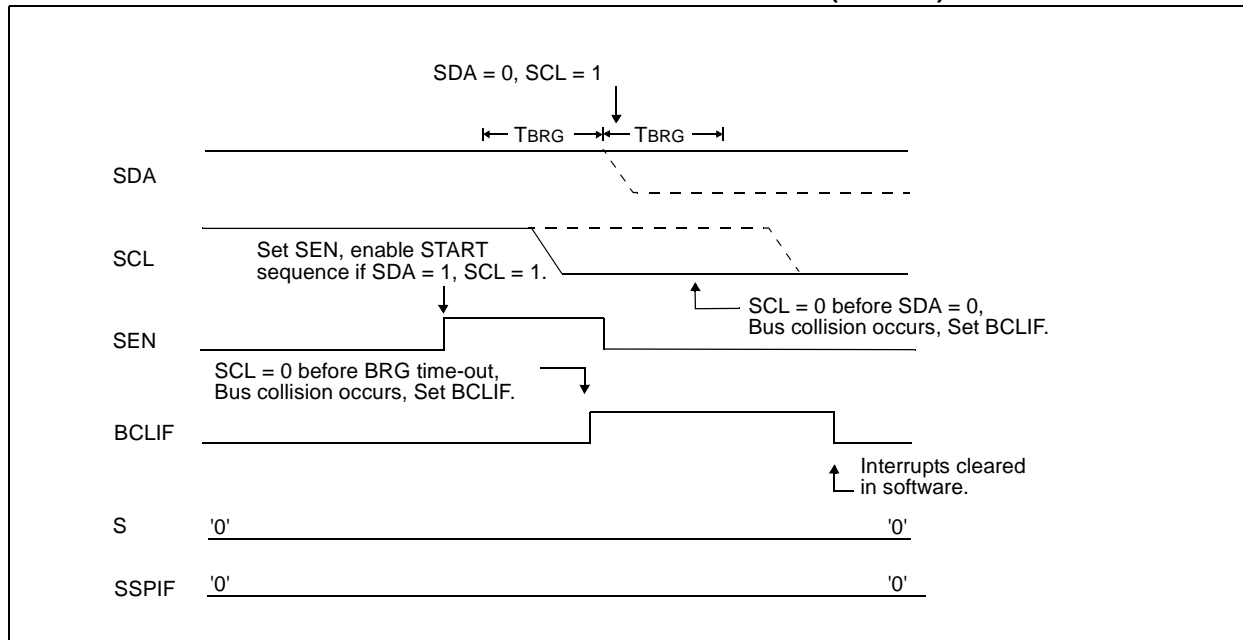 SDA = 0, SCL = 1
TBRG TBRG
SDA
SCL
Set SEN, enable START
sequence if SDA = 1, SCL = 1.
SCL = 0 before SDA = 0,
Bus collision occurs, Set BCLIF.
SEN
SCL = 0 before BRG time-out,
Bus collision occurs, Set BCLIF.
BCLIF
Interrupts cleared
in software.
S '0' '0'
SSPIF '0' '0'